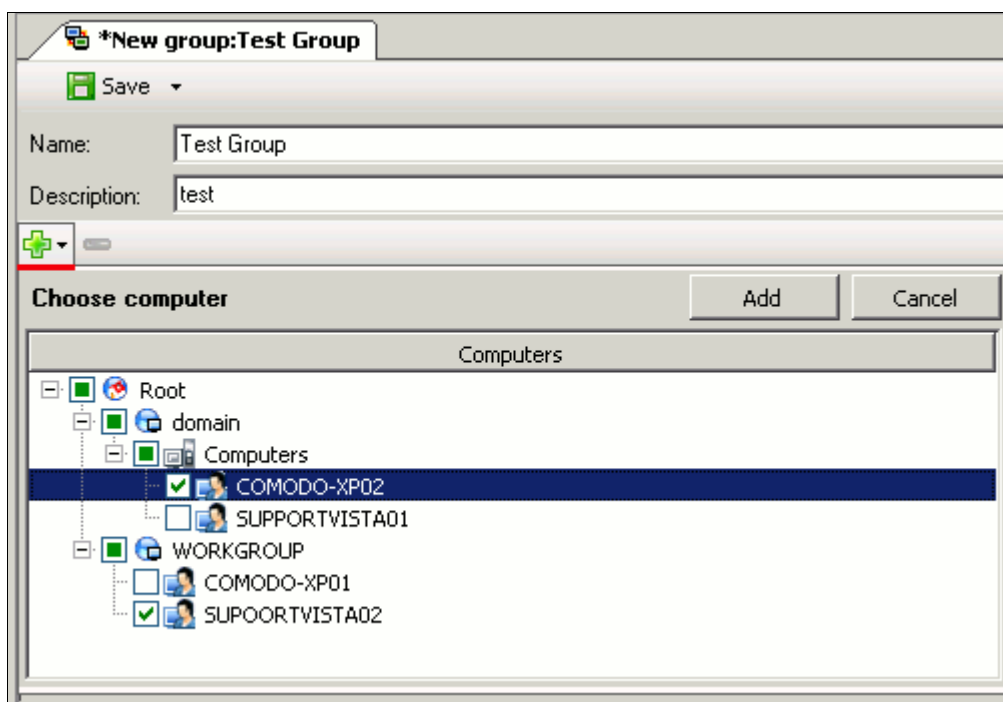 *New group:Test Group
Save
Name: Test Group
Description: test
Choose computer Add Cancel
Computers
Root
domain
Computers
COMODO-XP02
SUPPORTVISTA01
WORKGROUP
COMODO-XP01
SUPOORTVISTA02